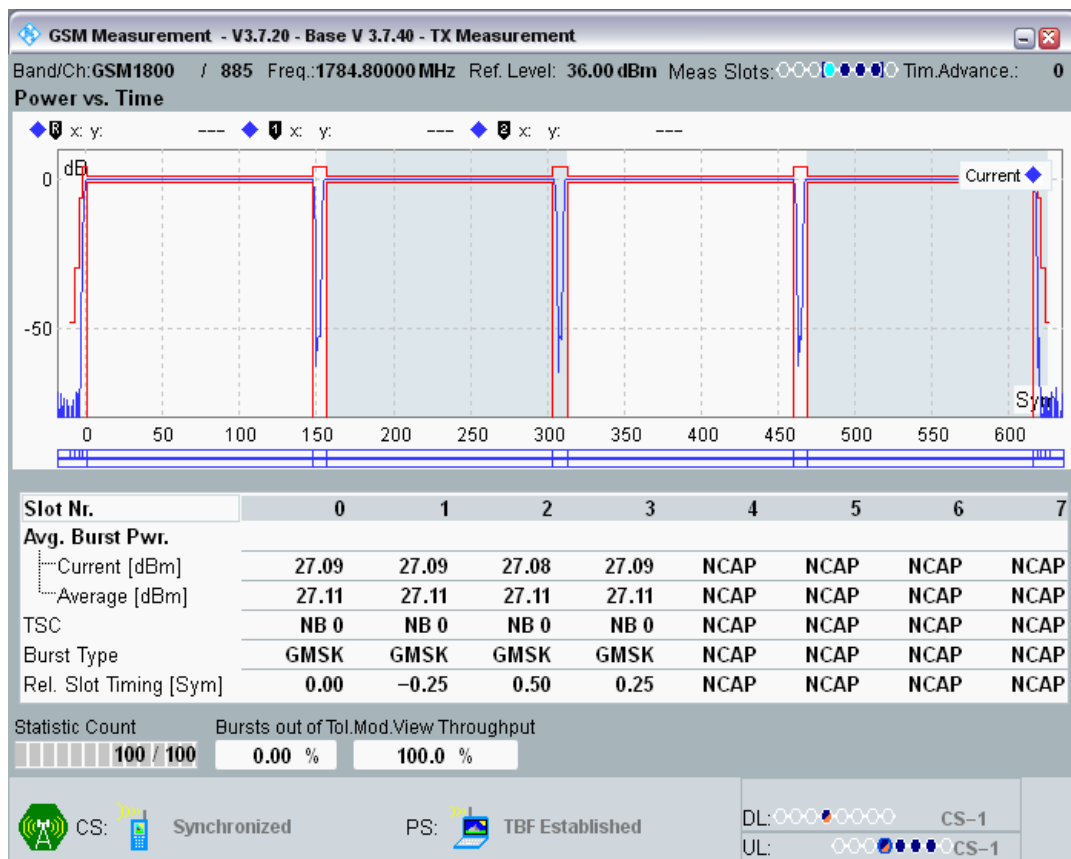 GSM Measurement - V3.7.20 - Base V 3.7.40 - TX Measurement
Band/Ch:GSM1800 / 885 Freq.:1784.80000 MHz Ref. Level: 36.00 dBm Meas Slots: Tim.Advance.: 0
Power vs. Time
R x: y: --- 1 x: y: --- 2 x: y: ---
dB
0
Current
-50
Sym
0 50 100 150 200 250 300 350 400 450 500 550 600
Slot Nr. 0 1 2 3 4 5 6 7
Avg. Burst Pwr.
Current [dBm] 27.09 27.09 27.08 27.09 NCAP NCAP NCAP NCAP
Average [dBm] 27.11 27.11 27.11 27.11 NCAP NCAP NCAP NCAP
TSC NB 0 NB 0 NB 0 NB 0 NCAP NCAP NCAP NCAP
Burst Type GMSK GMSK GMSK GMSK NCAP NCAP NCAP NCAP
Rel. Slot Timing [Sym] 0.00 −0.25 0.50 0.25 NCAP NCAP NCAP NCAP
Statistic Count Bursts out of Tol.Mod.View Throughput
100 / 100 0.00 % 100.0 %
CS: Synchronized PS: TBF Established
DL: CS−1
UL: CS−1